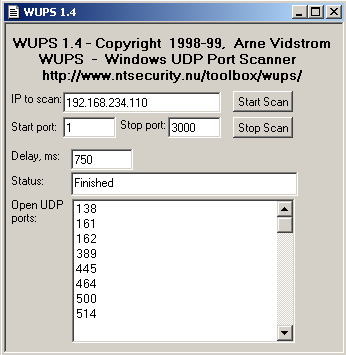 WUPS 1.4
WUPS 1.4 - Copyright 1998-99, Arne Vidstrom
WUPS - Windows UDP Port Scanner
http://www.ntsecurity.nu/toolbox/wups/
IP to scan: 192.168.234.110 Start Scan
Start port: 1 Stop port: 3000 Stop Scan
Delay, ms: 750
Status: Finished
Open UDP ports:
138
161
162
389
445
464
500
514